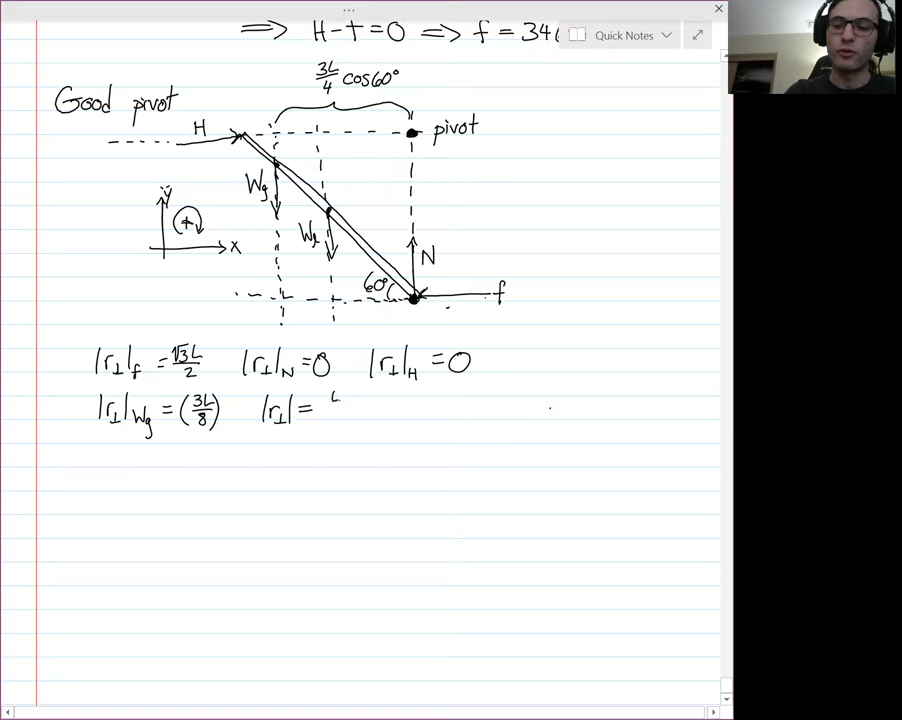 ⟹ H-f=0 ⟹ f=346
Quick Notes
3L/4 cos60°
Good pivot
H
pivot
Wg
y
+
Wl
x
N
60°
f
|r⊥|f = √3L/2 |r⊥|N = 0 |r⊥|H = 0
|r⊥|Wg = (3L/8) |r⊥| =